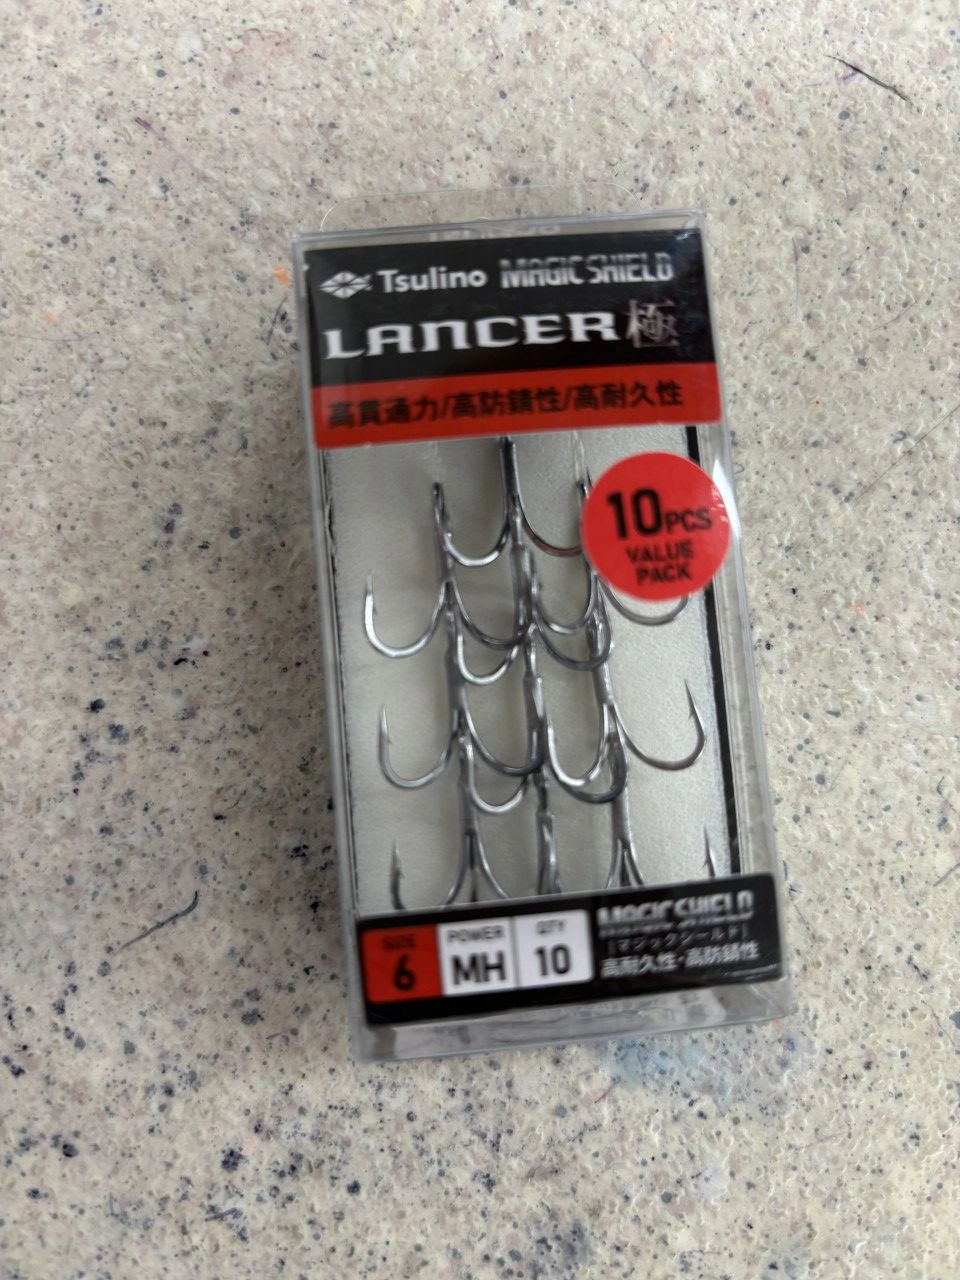 Tsulino MAGIC SHIELD
LANCER極
高貫通力/高防錆性/高耐久性
10PCS
VALUE
PACK
SIZE
6
POWER
MH
QTY
10
MAGIC SHIELD
[マジックシールド]
高耐久性・高防錆性